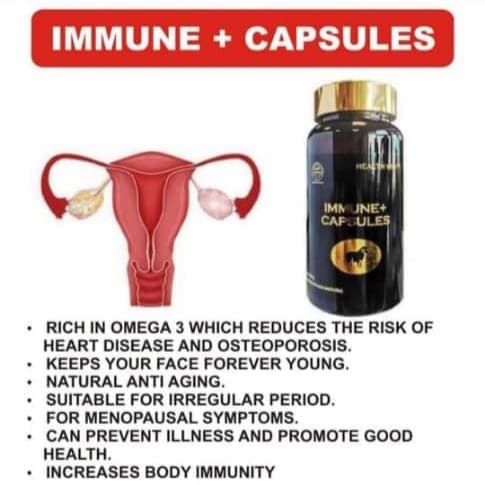 IMMUNE + CAPSULES
IMMUNE+
CAPSULES
• RICH IN OMEGA 3 WHICH REDUCES THE RISK OF
HEART DISEASE AND OSTEOPOROSIS.
• KEEPS YOUR FACE FOREVER YOUNG.
• NATURAL ANTI AGING.
• SUITABLE FOR IRREGULAR PERIOD.
• FOR MENOPAUSAL SYMPTOMS.
• CAN PREVENT ILLNESS AND PROMOTE GOOD
HEALTH.
• INCREASES BODY IMMUNITY